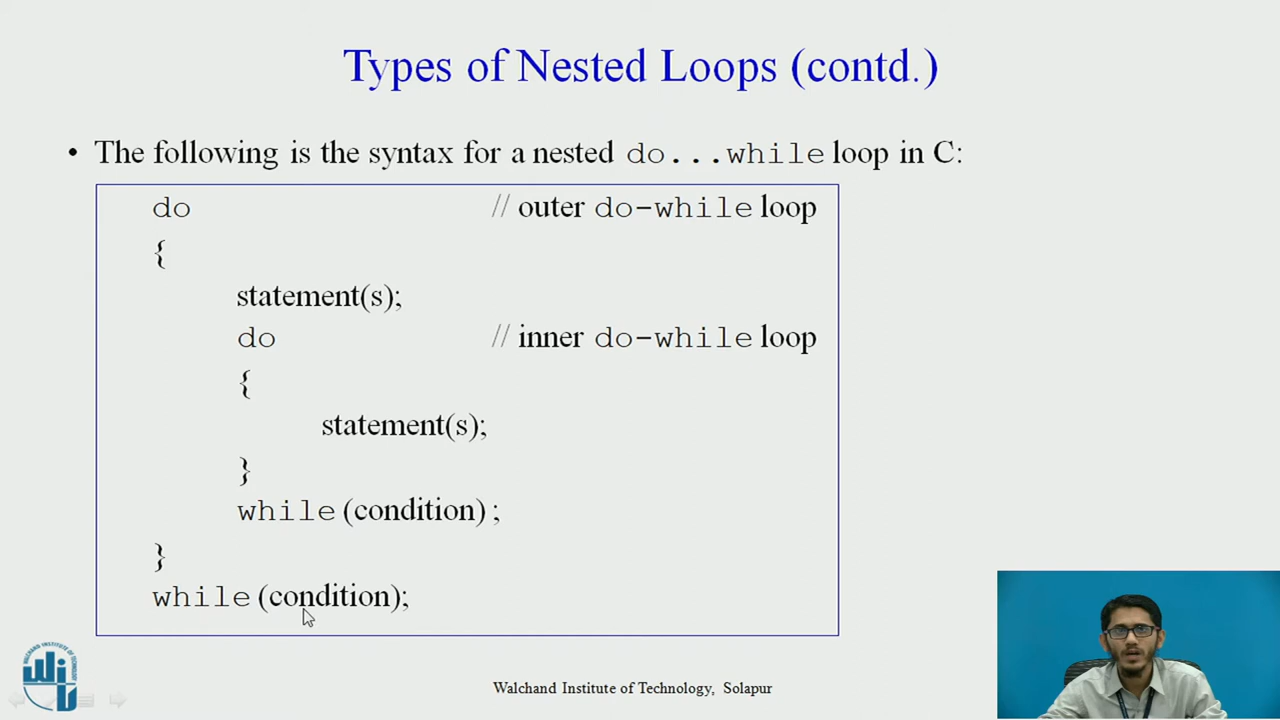 Types of Nested Loops (contd.)
• The following is the syntax for a nested do...while loop in C:
do // outer do-while loop
{
statement(s);
do // inner do-while loop
{
statement(s);
}
while (condition) ;
}
while (condition);
Walchand Institute of Technology, Solapur